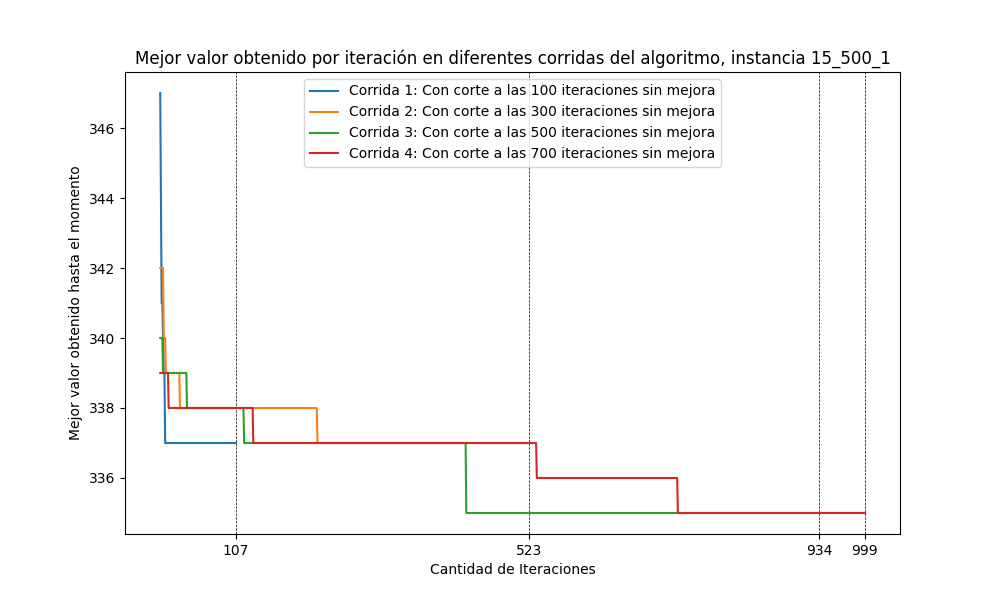 Mejor valor obtenido por iteración en diferentes corridas del algoritmo, instancia 15_500_1
Corrida 1: Con corte a las 100 iteraciones sin mejora
Corrida 2: Con corte a las 300 iteraciones sin mejora
Corrida 3: Con corte a las 500 iteraciones sin mejora
Corrida 4: Con corte a las 700 iteraciones sin mejora
Mejor valor obtenido hasta el momento
346
344
342
340
338
336
107
523
934
999
Cantidad de Iteraciones